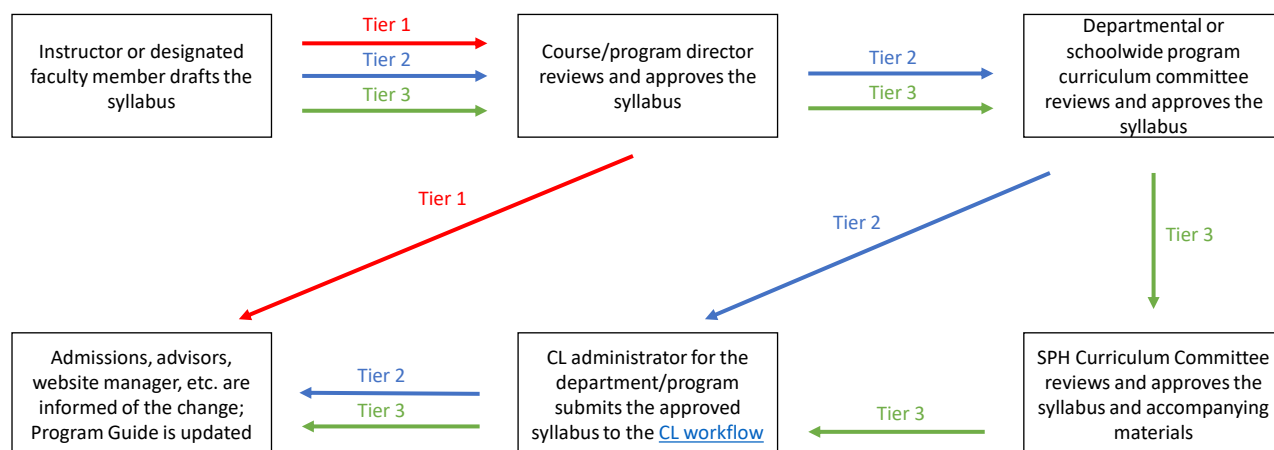 Tier 1
Tier 2
Tier 3
Instructor or designated
faculty member drafts the
syllabus
Course/program director
reviews and approves the
syllabus
Tier 2
Tier 3
Departmental or
schoolwide program
curriculum committee
reviews and approves the
syllabus
Tier 1
Tier 2
Tier 3
Admissions, advisors,
website manager, etc. are
informed of the change;
Program Guide is updated
Tier 2
Tier 3
CL administrator for the
department/program
submits the approved
syllabus to the CL workflow
Tier 3
SPH Curriculum Committee
reviews and approves the
syllabus and accompanying
materials